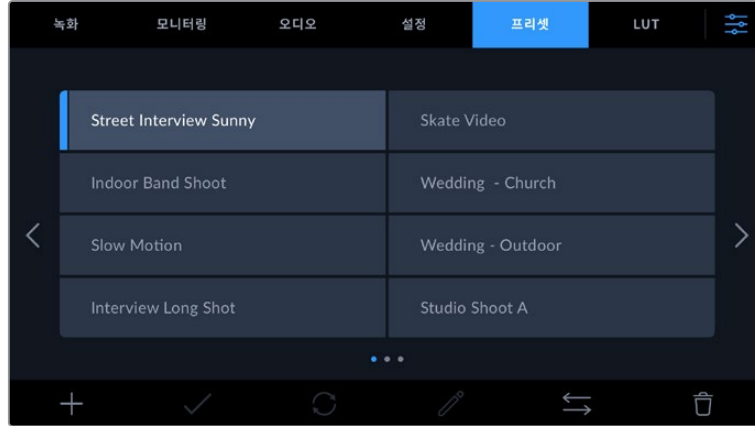 녹화 모니터링 오디오 설정 프리셋 LUT
Street Interview Sunny Skate Video
Indoor Band Shoot Wedding - Church
Slow Motion Wedding - Outdoor
Interview Long Shot Studio Shoot A